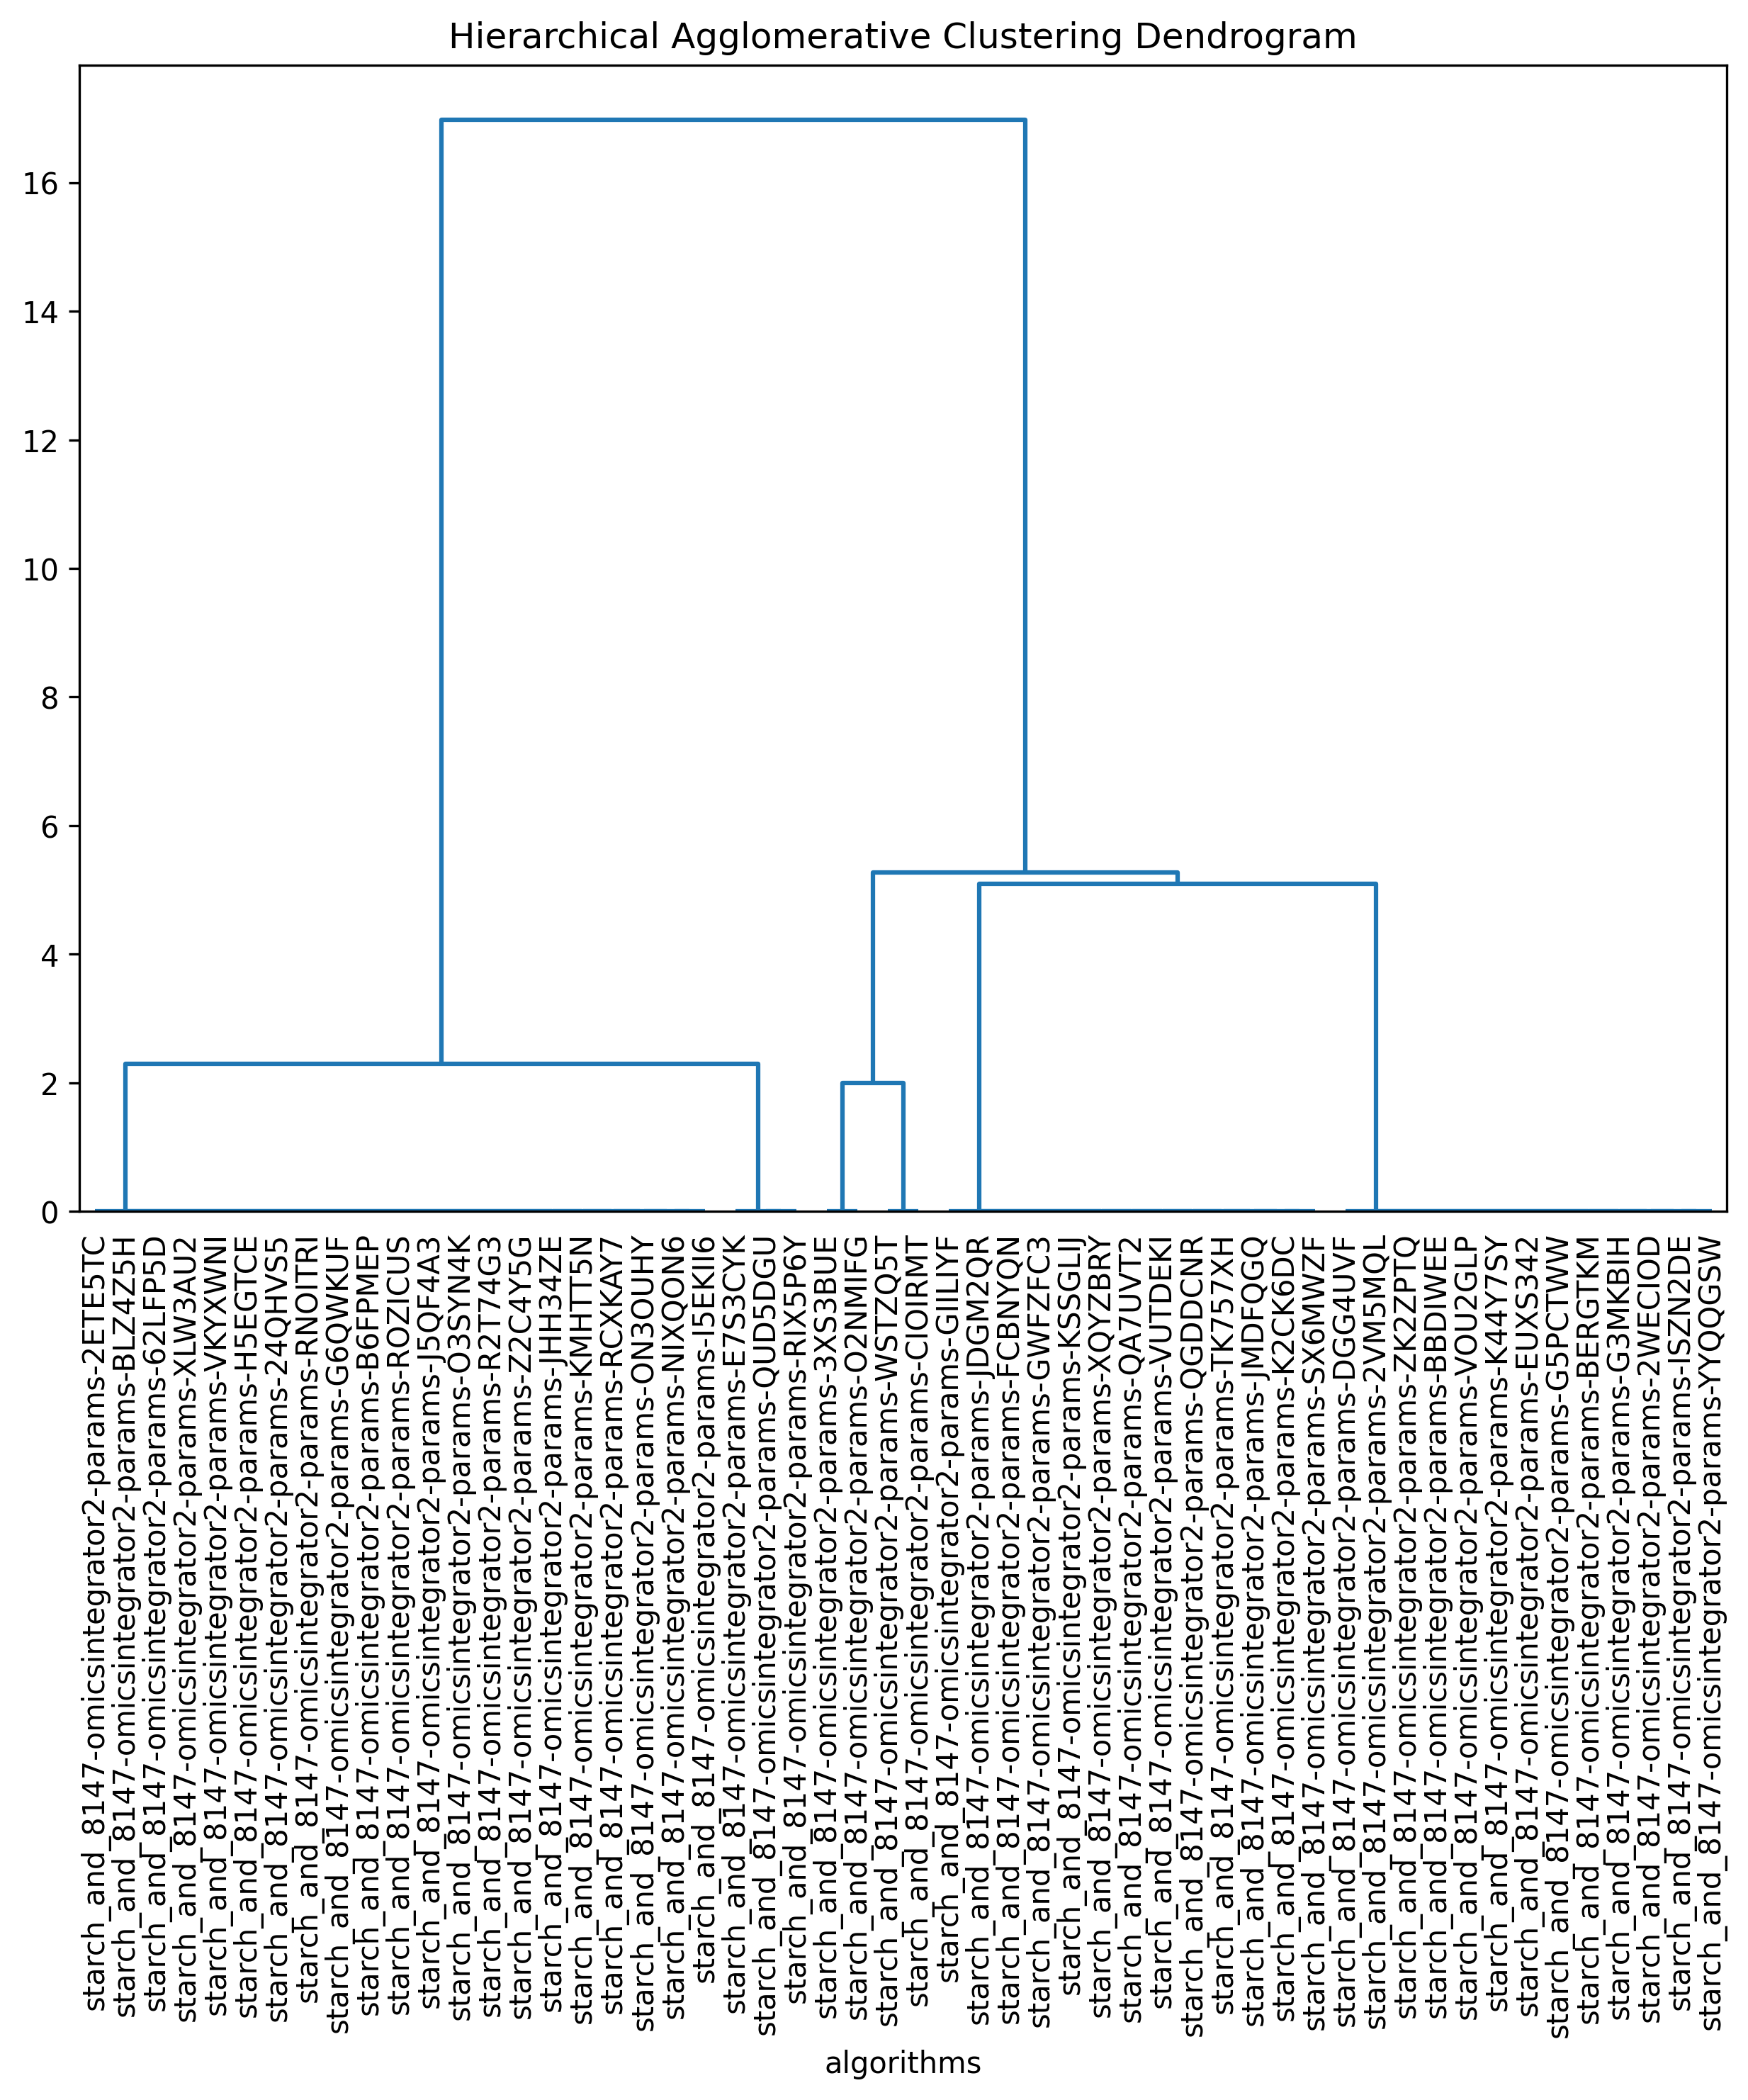 Hierarchical Agglomerative Clustering Dendrogram
16
14
12
10
8
6
4
2
0
starch_and_8147-omicsintegrator2-params-2ETE5TC
starch_and_8147-omicsintegrator2-params-BLZ4Z5H
starch_and_8147-omicsintegrator2-params-62LFP5D
starch_and_8147-omicsintegrator2-params-XLW3AU2
starch_and_8147-omicsintegrator2-params-VKYXWNI
starch_and_8147-omicsintegrator2-params-H5EGTCE
starch_and_8147-omicsintegrator2-params-24QHVS5
starch_and_8147-omicsintegrator2-params-RNOITRI
starch_and_8147-omicsintegrator2-params-G6QWKUF
starch_and_8147-omicsintegrator2-params-B6FPMEP
starch_and_8147-omicsintegrator2-params-ROZICUS
starch_and_8147-omicsintegrator2-params-J5QF4A3
starch_and_8147-omicsintegrator2-params-O3SYN4K
starch_and_8147-omicsintegrator2-params-R2T74G3
starch_and_8147-omicsintegrator2-params-Z2C4Y5G
starch_and_8147-omicsintegrator2-params-JHH34ZE
starch_and_8147-omicsintegrator2-params-KMHTT5N
starch_and_8147-omicsintegrator2-params-RCXKAY7
starch_and_8147-omicsintegrator2-params-ON3OUHY
starch_and_8147-omicsintegrator2-params-NIXQON6
starch_and_8147-omicsintegrator2-params-I5EKII6
starch_and_8147-omicsintegrator2-params-E7S3CYK
starch_and_8147-omicsintegrator2-params-QUD5DGU
starch_and_8147-omicsintegrator2-params-RIX5P6Y
starch_and_8147-omicsintegrator2-params-3XS3BUE
starch_and_8147-omicsintegrator2-params-O2NMIFG
starch_and_8147-omicsintegrator2-params-WSTZQ5T
starch_and_8147-omicsintegrator2-params-CIOIRMT
starch_and_8147-omicsintegrator2-params-GIILIYF
starch_and_8147-omicsintegrator2-params-JDGM2QR
starch_and_8147-omicsintegrator2-params-FCBNYQN
starch_and_8147-omicsintegrator2-params-GWFZFC3
starch_and_8147-omicsintegrator2-params-KSSGLIJ
starch_and_8147-omicsintegrator2-params-XQYZBRY
starch_and_8147-omicsintegrator2-params-QA7UVT2
starch_and_8147-omicsintegrator2-params-VUTDEKI
starch_and_8147-omicsintegrator2-params-QGDDCNR
starch_and_8147-omicsintegrator2-params-TK757XH
starch_and_8147-omicsintegrator2-params-JMDFQGQ
starch_and_8147-omicsintegrator2-params-K2CK6DC
starch_and_8147-omicsintegrator2-params-SX6MWZF
starch_and_8147-omicsintegrator2-params-DGG4UVF
starch_and_8147-omicsintegrator2-params-2VM5MQL
starch_and_8147-omicsintegrator2-params-ZK2ZPTQ
starch_and_8147-omicsintegrator2-params-BBDIWEE
starch_and_8147-omicsintegrator2-params-VOU2GLP
starch_and_8147-omicsintegrator2-params-K44Y7SY
starch_and_8147-omicsintegrator2-params-EUXS342
starch_and_8147-omicsintegrator2-params-G5PCTWW
starch_and_8147-omicsintegrator2-params-BERGTKM
starch_and_8147-omicsintegrator2-params-G3MKBIH
starch_and_8147-omicsintegrator2-params-2WECIOD
starch_and_8147-omicsintegrator2-params-ISZN2DE
starch_and_8147-omicsintegrator2-params-YYQQGSW
algorithms